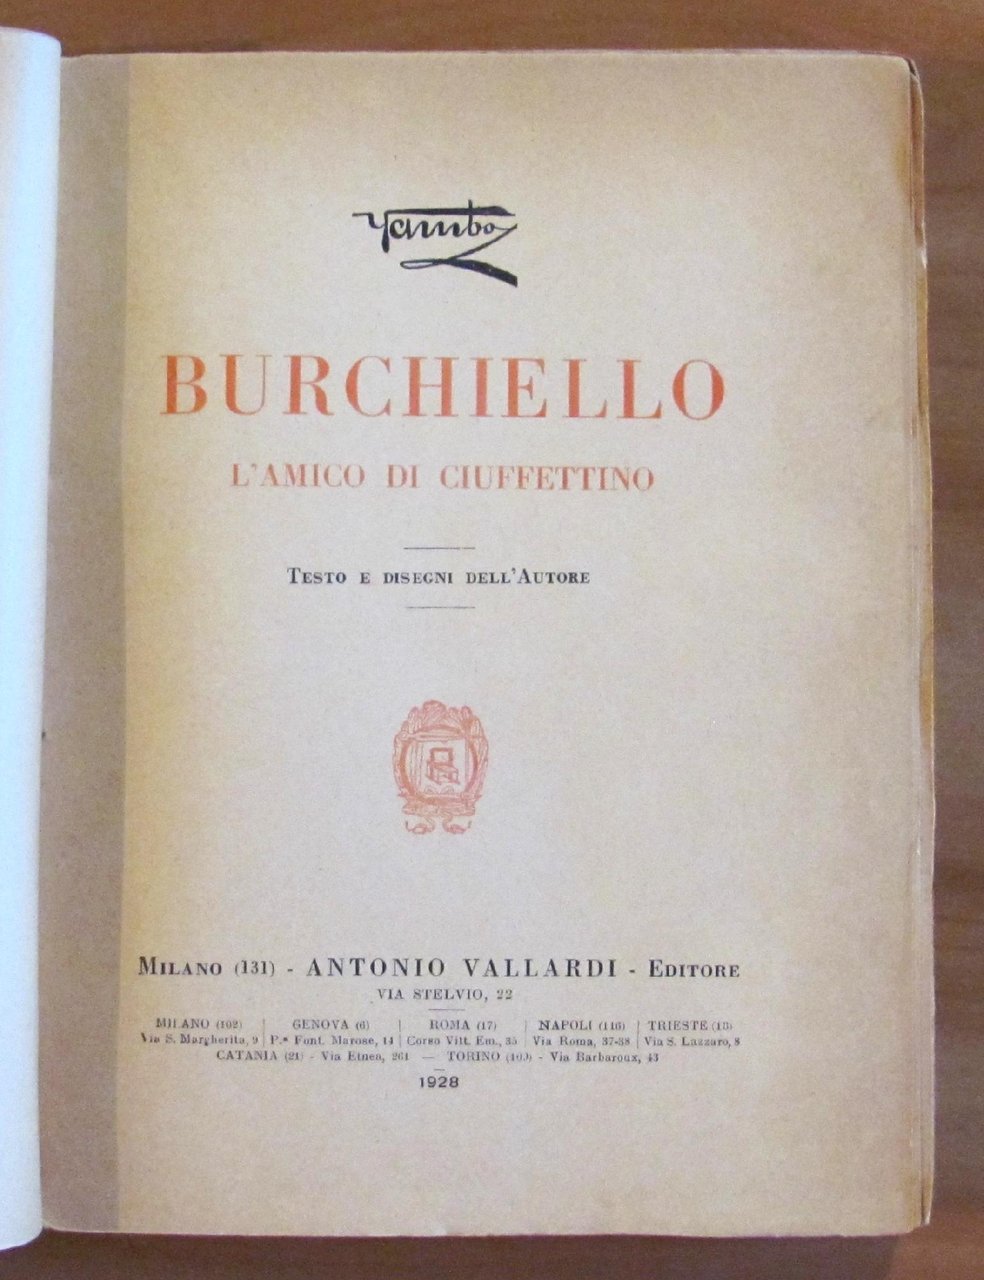 Yambo
BURCHIELLO
L'AMICO DI CIUFFETTINO
TESTO E DISEGNI DELL'AUTORE
MILANO (131) - ANTONIO VALLARDI - EDITORE
VIA STELVIO, 22
MILANO (102) | GENOVA (6) | ROMA (17) | NAPOLI (116) | TRIESTE (13)
Via S. Margherita, 9 | P.ª Font. Marose, 14 | Corso Vitt. Em., 35 | Via Roma, 37-38 | Via S. Lazzaro, 8
CATANIA (21) - Via Etnea, 261 — TORINO (103) - Via Barbaroux, 43
1928